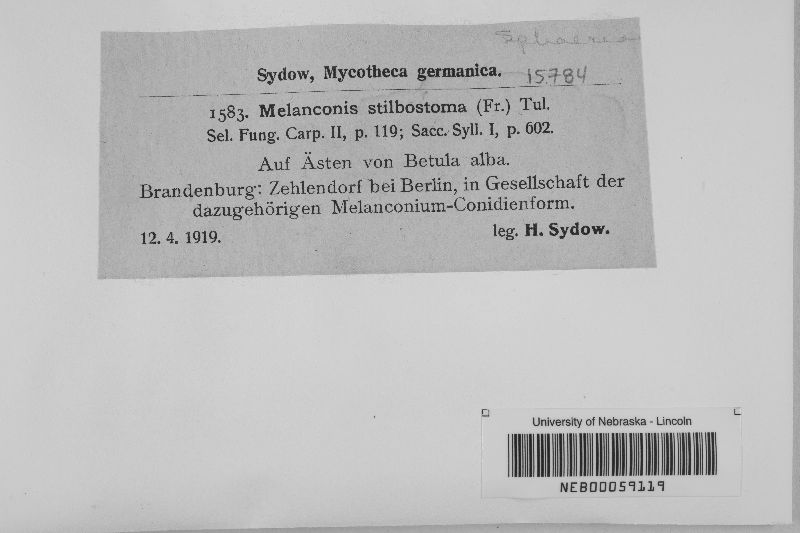 Sphaeria
Sydow, Mycotheca germanica. 15784
1583. Melanconis stilbostoma (Fr.) Tul.
Sel. Fung. Carp. II, p. 119; Sacc. Syll. I, p. 602.
Auf Ästen von Betula alba.
Brandenburg: Zehlendorf bei Berlin, in Gesellschaft der
dazugehörigen Melanconium-Conidienform.
12. 4. 1919. leg. H. Sydow.
University of Nebraska - Lincoln
NEB00059119